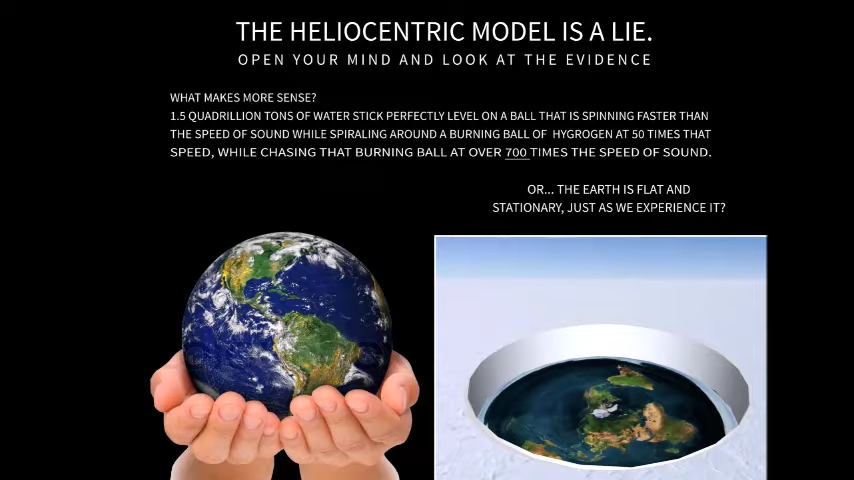 THE HELIOCENTRIC MODEL IS A LIE.
OPEN YOUR MIND AND LOOK AT THE EVIDENCE
WHAT MAKES MORE SENSE?
1.5 QUADRILLION TONS OF WATER STICK PERFECTLY LEVEL ON A BALL THAT IS SPINNING FASTER THAN
THE SPEED OF SOUND WHILE SPIRALING AROUND A BURNING BALL OF HYGROGEN AT 50 TIMES THAT
SPEED, WHILE CHASING THAT BURNING BALL AT OVER 700 TIMES THE SPEED OF SOUND.
OR... THE EARTH IS FLAT AND
STATIONARY, JUST AS WE EXPERIENCE IT?